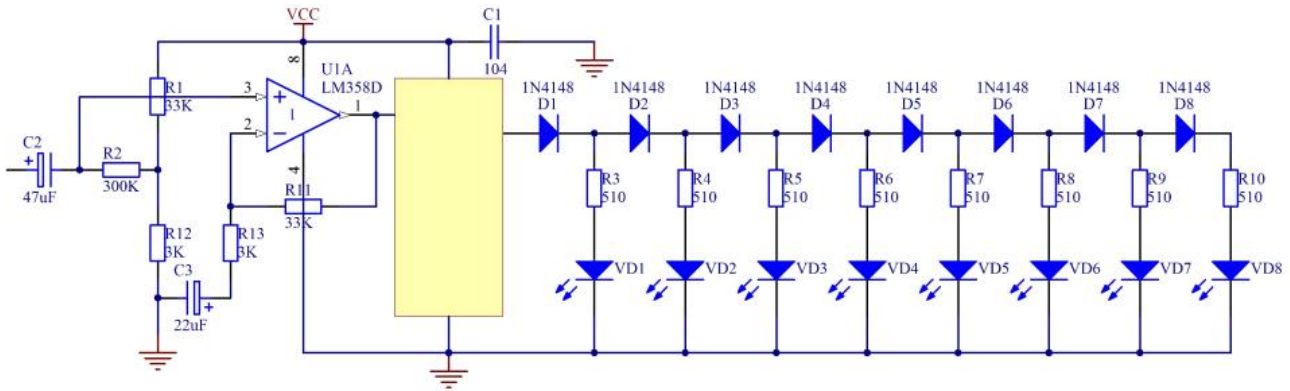 VCC
C1
104
8
U1A
LM358D
R1
33K
3
1
2
4
C2
+
47uF
R2
300K
R11
33K
R12
3K
R13
3K
C3
+
22uF
1N4148
D1
1N4148
D2
1N4148
D3
1N4148
D4
1N4148
D5
1N4148
D6
1N4148
D7
1N4148
D8
R3
510
R4
510
R5
510
R6
510
R7
510
R8
510
R9
510
R10
510
VD1
VD2
VD3
VD4
VD5
VD6
VD7
VD8